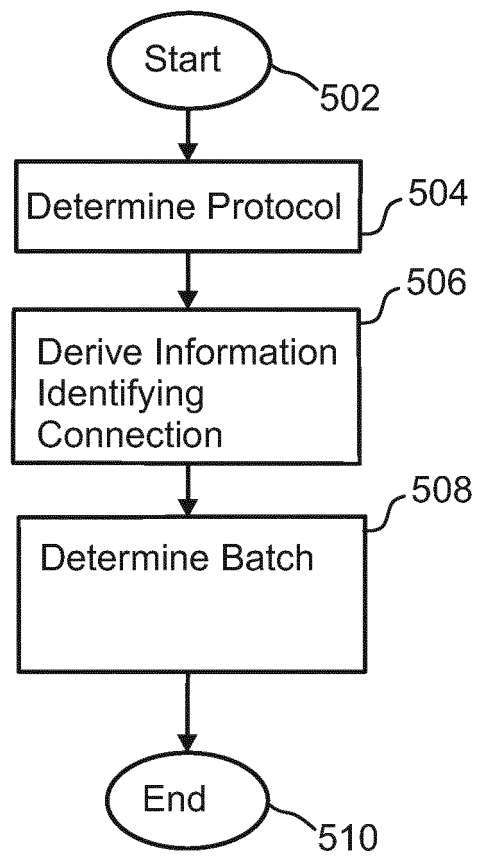 Start
502
Determine Protocol
504
506
Derive Information
Identifying
Connection
508
Determine Batch
End
510